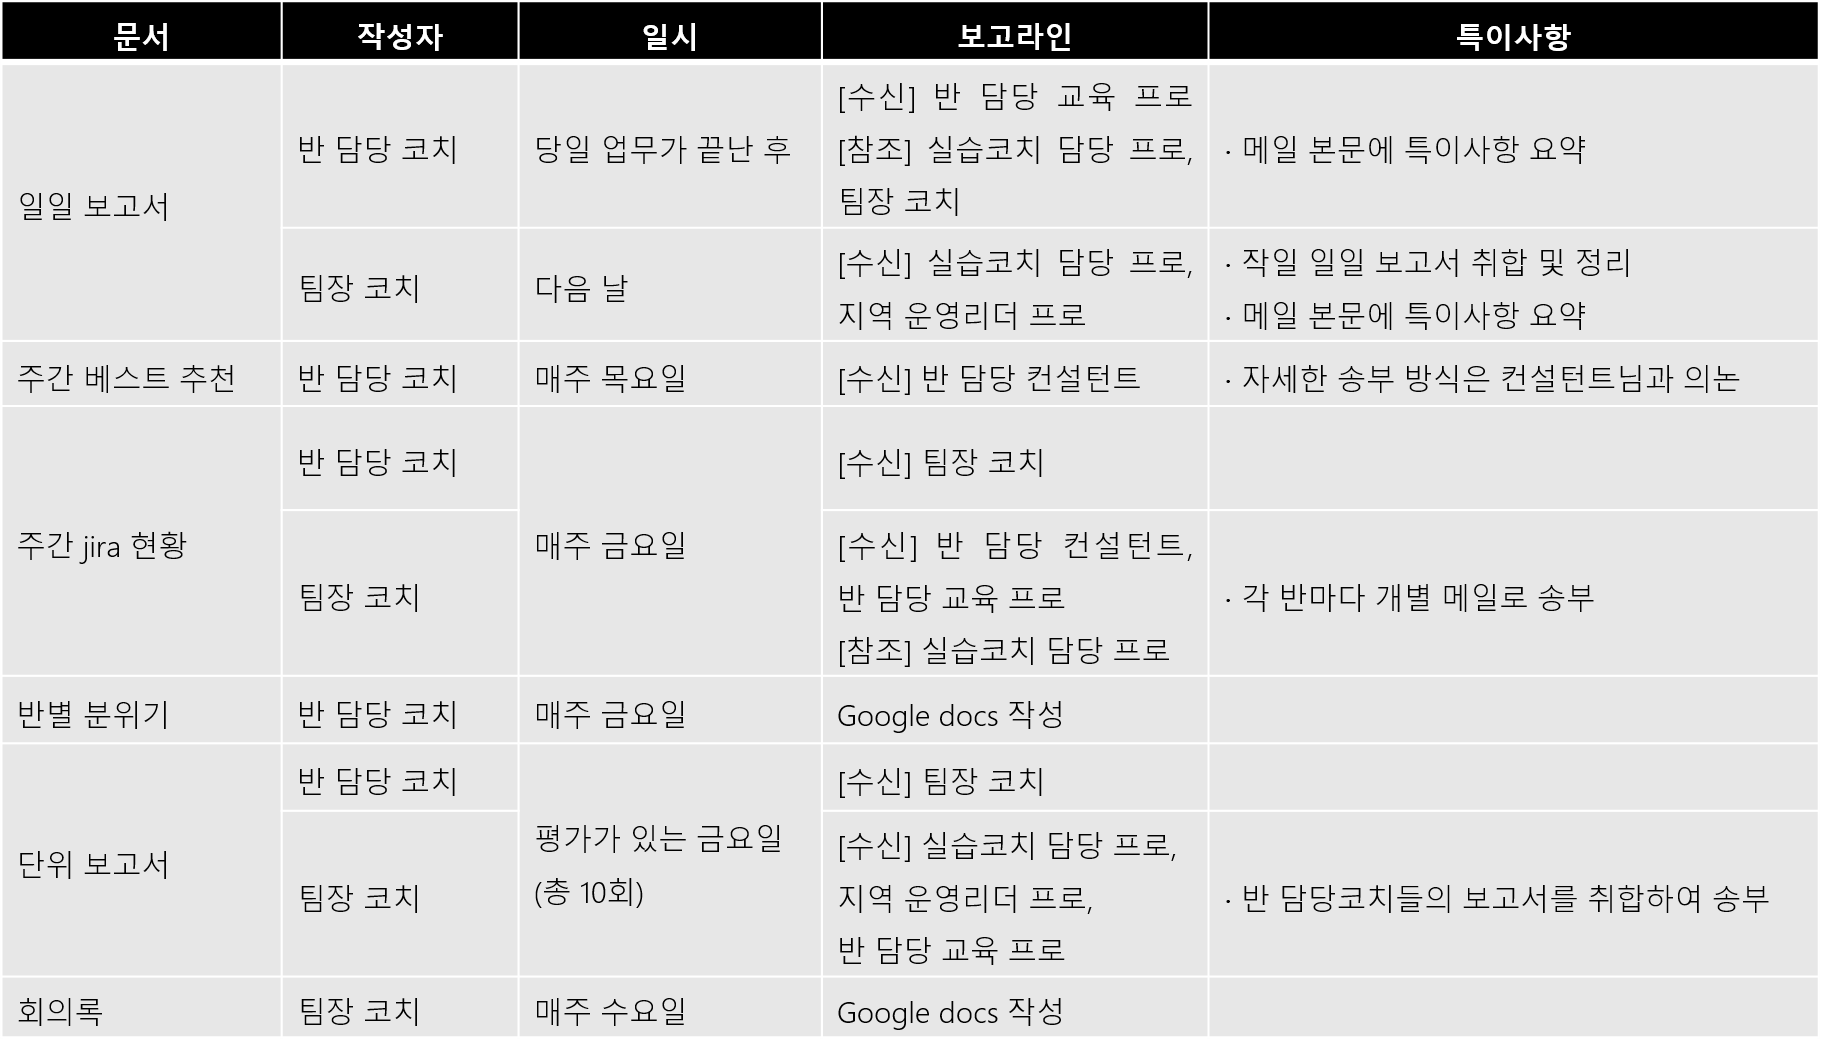 문서 작성자 일시 보고라인 특이사항
일일 보고서
반 담당 코치
당일 업무가 끝난 후
[수신] 반 담당 교육 프로
[참조] 실습코치 담당 프로,
팀장 코치
· 메일 본문에 특이사항 요약
팀장 코치
다음 날
[수신] 실습코치 담당 프로,
지역 운영리더 프로
· 작일 일일 보고서 취합 및 정리
· 메일 본문에 특이사항 요약
주간 베스트 추천
반 담당 코치
매주 목요일
[수신] 반 담당 컨설턴트
· 자세한 송부 방식은 컨설턴트님과 의논
주간 jira 현황
반 담당 코치
매주 금요일
[수신] 팀장 코치
팀장 코치
[수신] 반 담당 컨설턴트,
반 담당 교육 프로
[참조] 실습코치 담당 프로
· 각 반마다 개별 메일로 송부
반별 분위기
반 담당 코치
매주 금요일
Google docs 작성
단위 보고서
반 담당 코치
평가가 있는 금요일
(총 10회)
[수신] 팀장 코치
팀장 코치
[수신] 실습코치 담당 프로,
지역 운영리더 프로,
반 담당 교육 프로
· 반 담당코치들의 보고서를 취합하여 송부
회의록
팀장 코치
매주 수요일
Google docs 작성